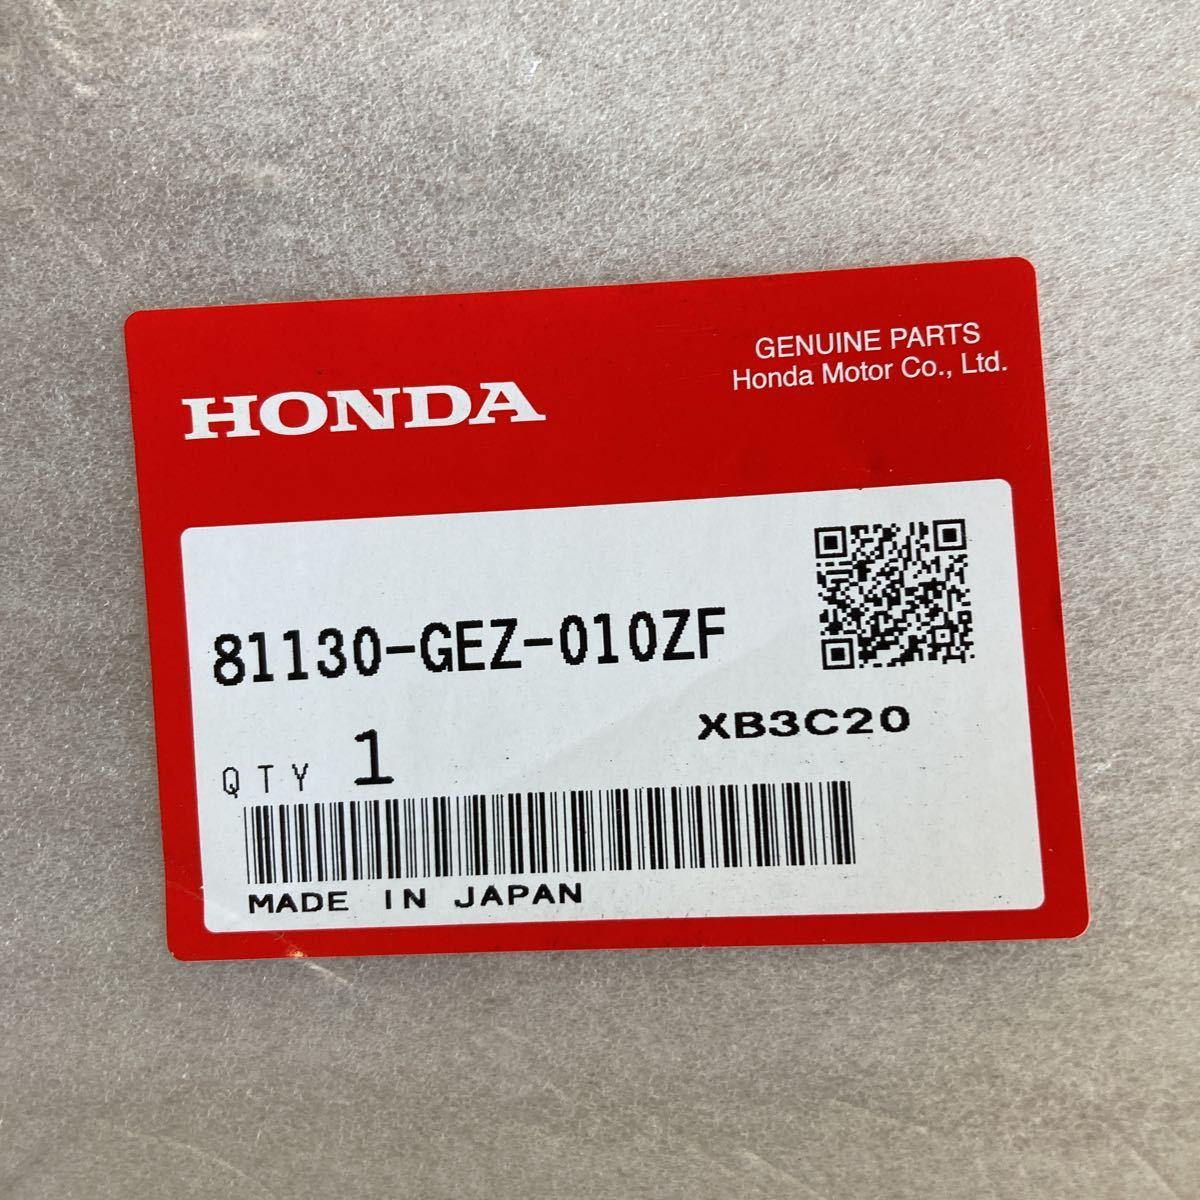 GENUINE PARTS
Honda Motor Co., Ltd.
HONDA
81130-GEZ-010ZF
XB3C20
QTY 1
MADE IN JAPAN